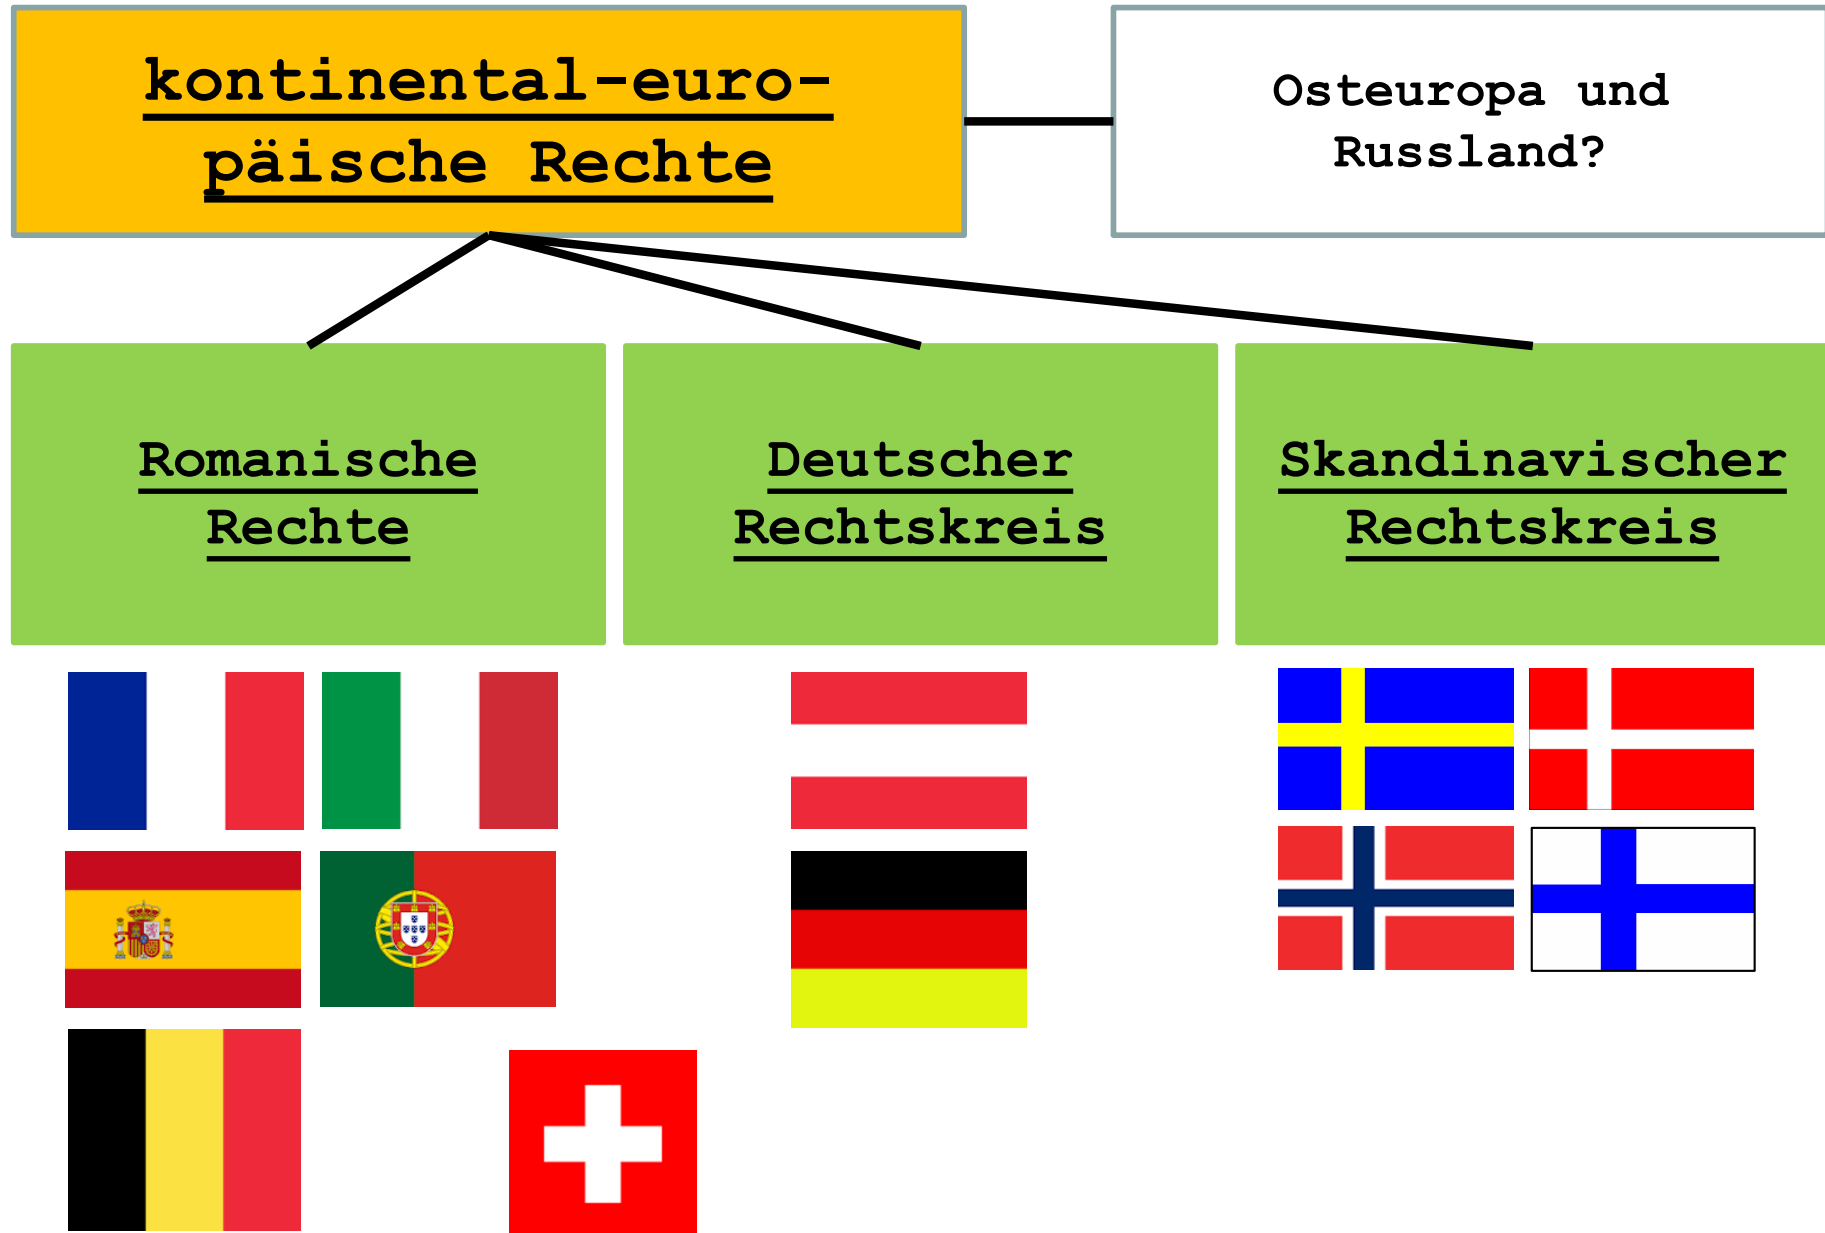 kontinental-euro-
päische Rechte
Osteuropa und
Russland?
Romanische
Rechte
Deutscher
Rechtskreis
Skandinavischer
Rechtskreis